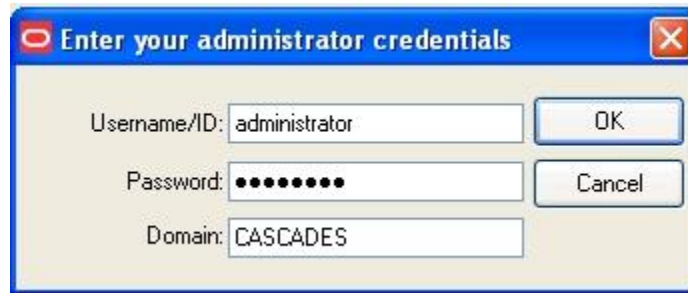 Enter your administrator credentials
Username/ID: administrator
OK
Password: ●●●●●●●●
Cancel
Domain: CASCADES